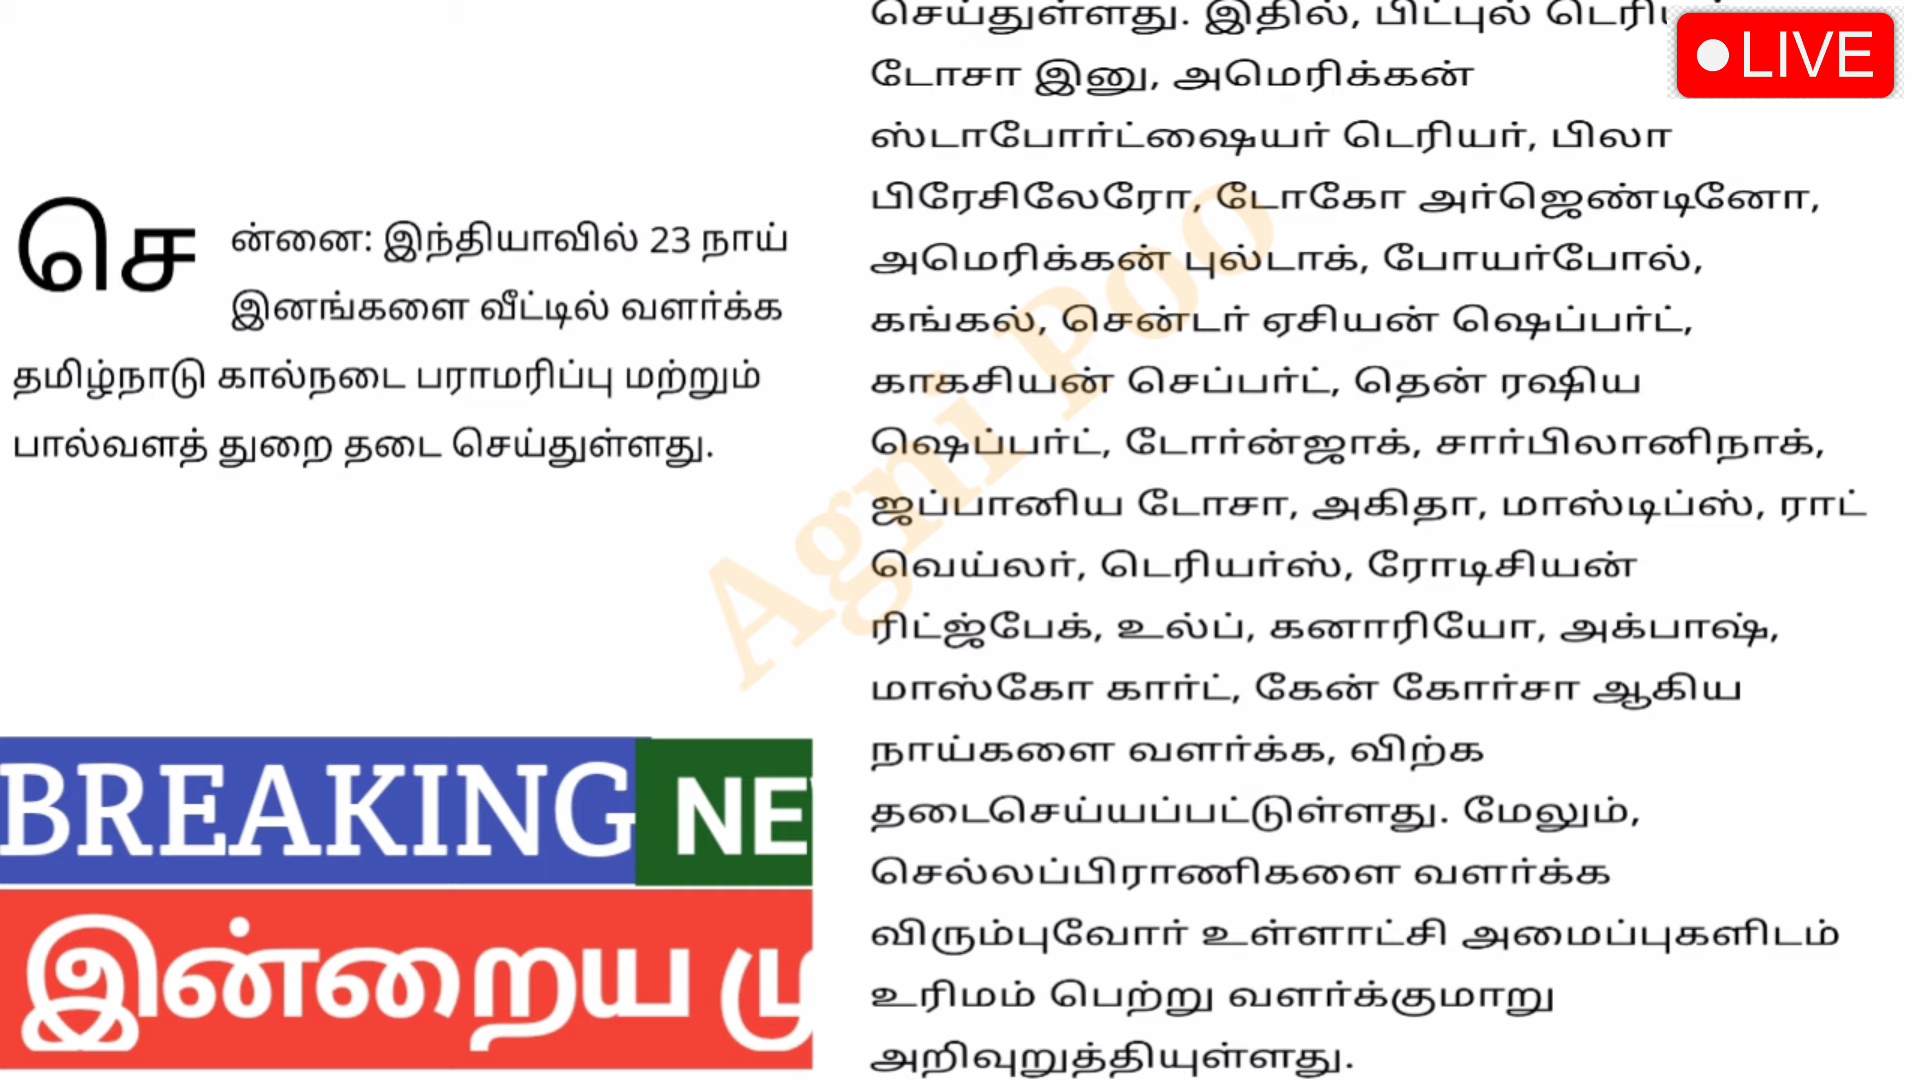 சென்னை: இந்தியாவில் 23 நாய்
இனங்களை வீட்டில் வளர்க்க
தமிழ்நாடு கால்நடை பராமரிப்பு மற்றும்
பால்வளத் துறை தடை செய்துள்ளது.
BREAKING
இன்றைய
செய்துள்ளது. இதில், பிட்புல்
டோசா இனு, அமெரிக்கன்
ஸ்டாபோர்ட்ஷையர் டெரியர், பிலா
பிரேசிலேரோ, டோகோ அர்ஜெண்டினோ,
அமெரிக்கன் புல்டாக், போயர்போல்,
கங்கல், சென்டர் ஏசியன் ஷெப்பர்ட்,
காகசியன் செப்பர்ட், தென் ரஷிய
ஷெப்பர்ட், டோர்ன்ஜாக், சார்பிலானிநாக்,
ஜப்பானிய டோசா, அகிதா, மாஸ்டிப்ஸ், ராட்
வெய்லர், டெரியர்ஸ், ரோடிசியன்
ரிட்ஜ்பேக், உல்ப், கனாரியோ, அக்பாஷ்,
மாஸ்கோ கார்ட், கேன் கோர்சா ஆகிய
நாய்களை வளர்க்க, விற்க
தடைசெய்யப்பட்டுள்ளது. மேலும்,
செல்லப்பிராணிகளை வளர்க்க
விரும்புவோர் உள்ளாட்சி அமைப்புகளிடம்
உரிமம் பெற்று வளர்க்குமாறு
அறிவுறுத்தியுள்ளது.
LIVE
Agni Poo